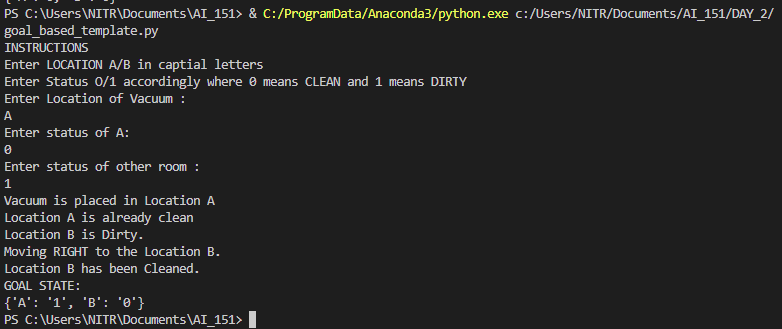 PS C:\Users\NITR\Documents\AI_151> & C:/ProgramData/Anaconda3/python.exe c:/Users/NITR/Documents/AI_151/DAY_2/
goal_based_template.py
INSTRUCTIONS
Enter LOCATION A/B in captial letters
Enter Status O/1 accordingly where 0 means CLEAN and 1 means DIRTY
Enter Location of Vacuum :
A
Enter status of A:
0
Enter status of other room :
1
Vacuum is placed in Location A
Location A is already clean
Location B is Dirty.
Moving RIGHT to the Location B.
Location B has been Cleaned.
GOAL STATE:
{'A': '1', 'B': '0'}
PS C:\Users\NITR\Documents\AI_151>